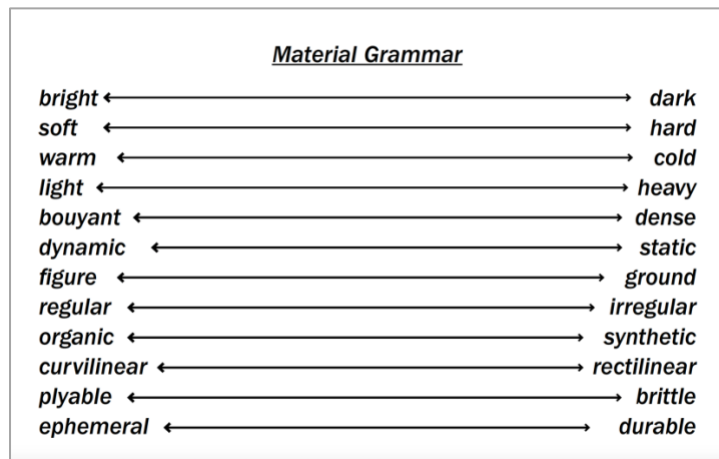 Material Grammar
bright dark
soft hard
warm cold
light heavy
bouyant dense
dynamic static
figure ground
regular irregular
organic synthetic
curvilinear rectilinear
plyable brittle
ephemeral durable